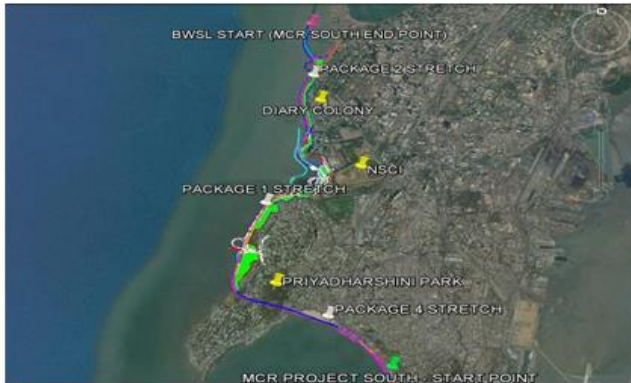 BWSL START (MCR SOUTH END POINT)
PACKAGE 2 STRETCH
DIARY COLONY
NSCI
PACKAGE 1 STRETCH
PRIYADHARSHINI PARK
PACKAGE 4 STRETCH
MCR PROJECT SOUTH - START POINT